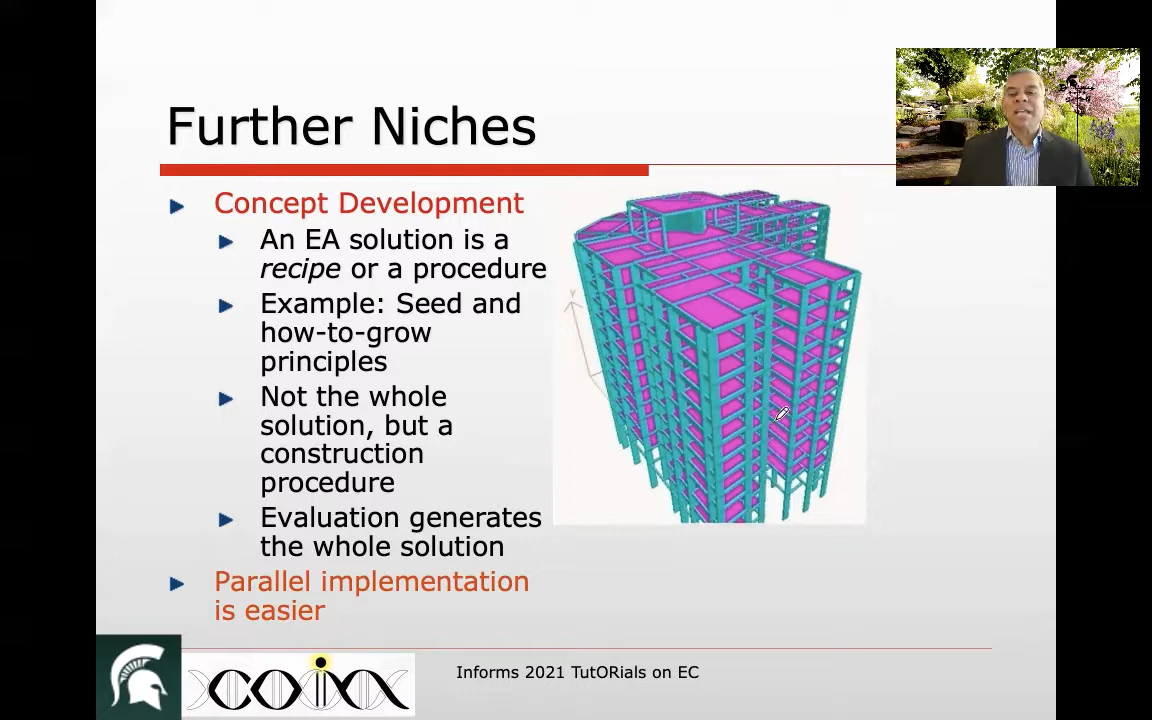 Further Niches
Concept Development
An EA solution is a
recipe or a procedure
Example: Seed and
how-to-grow
principles
Not the whole
solution, but a
construction
procedure
Evaluation generates
the whole solution
Parallel implementation
is easier
Y
COIN
Informs 2021 TutORials on EC